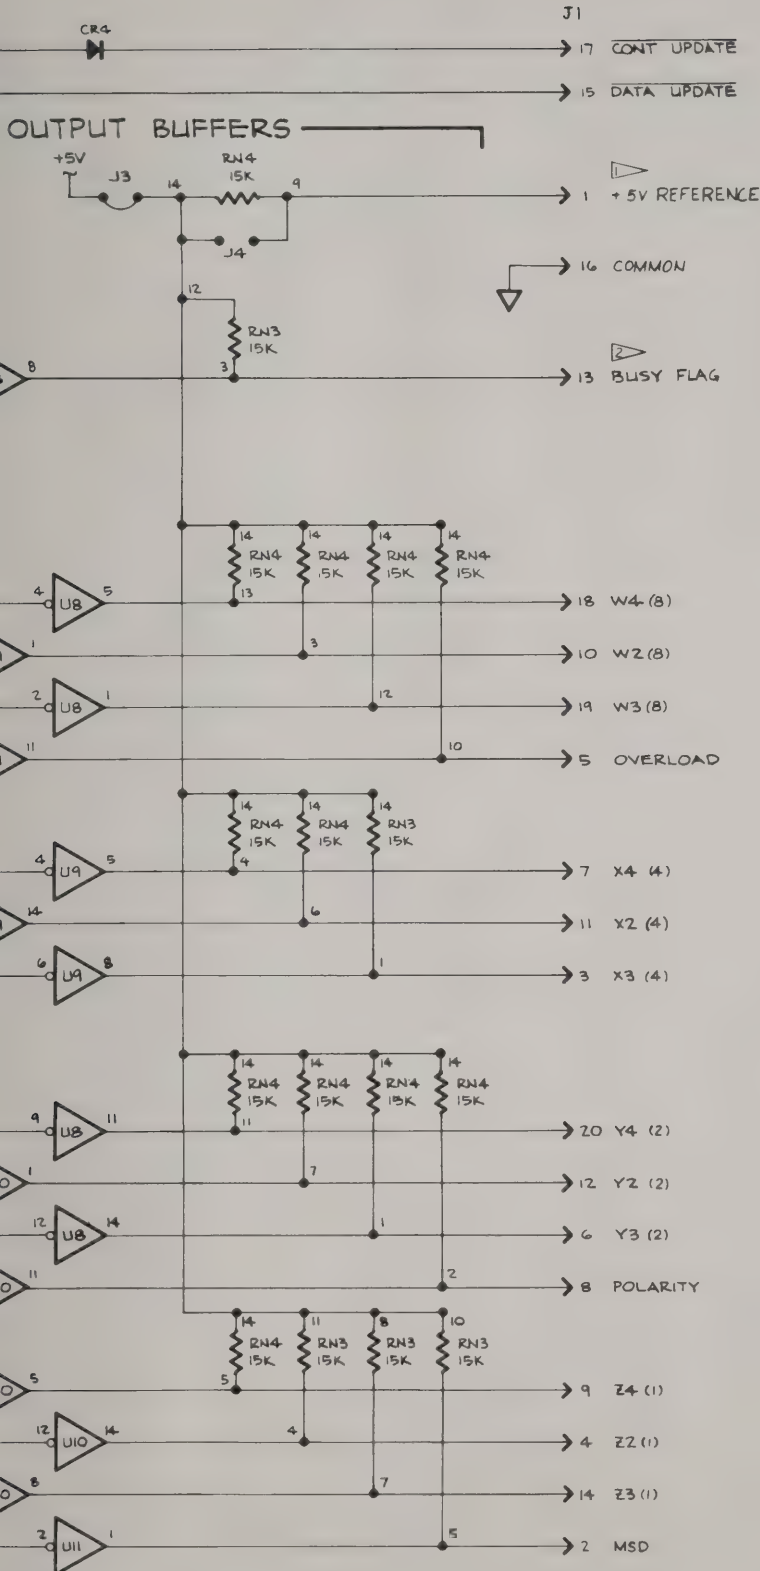 J1
CR4
17 CONT UPDATE
15 DATA UPDATE
OUTPUT BUFFERS
+5V J3 14 RN4 15K 9
1
1 +5V REFERENCE
J4
16 COMMON
12
RN3
15K
3
8
2
13 BUSY FLAG
14 14 14 14
RN4 RN4 RN4 RN4
15K 15K 15K 15K
4 U8 5 13
18 W4 (8)
1 3
10 W2 (8)
2 U8 1 12
19 W3 (8)
11 10
5 OVERLOAD
14 14 14
RN4 RN4 RN3
15K 15K 15K
4 U9 5 4
7 X4 (4)
14 6
11 X2 (4)
6 U9 8 1
3 X3 (4)
14 14 14 14
RN4 RN4 RN4 RN4
15K 15K 15K 15K
9 U8 11 11
20 Y4 (2)
1 7
12 Y2 (2)
12 U8 14 1
6 Y3 (2)
11 2
8 POLARITY
14 11 8 10
RN4 RN3 RN3 RN3
15K 15K 15K 15K
5 5
9 Z4 (1)
12 U10 14 4
4 Z2 (1)
8 7
14 Z3 (1)
2 U11 1 5
2 MSD